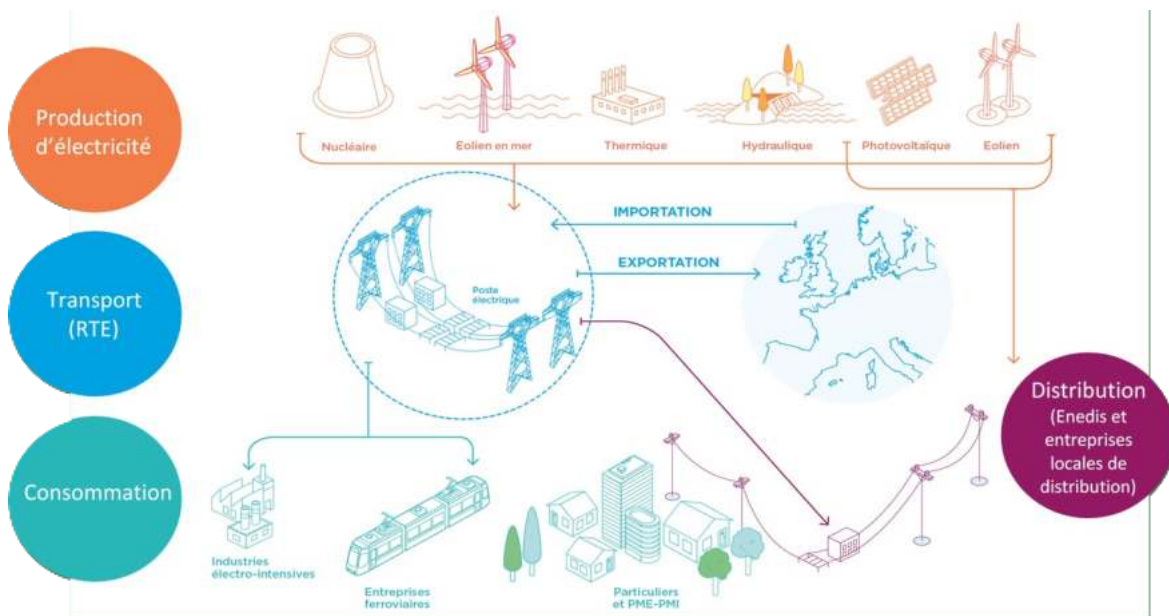 Production
d'électricité
Nucléaire
Eolien en mer
Thermique
Hydraulique
Photovoltaïque
Eolien
IMPORTATION
EXPORTATION
Transport
(RTE)
Poste
électrique
Distribution
(Enedis et
entreprises
locales de
distribution)
Consommation
Industries
électro-intensives
Entreprises
ferroviaires
Particuliers
et PME-PMI